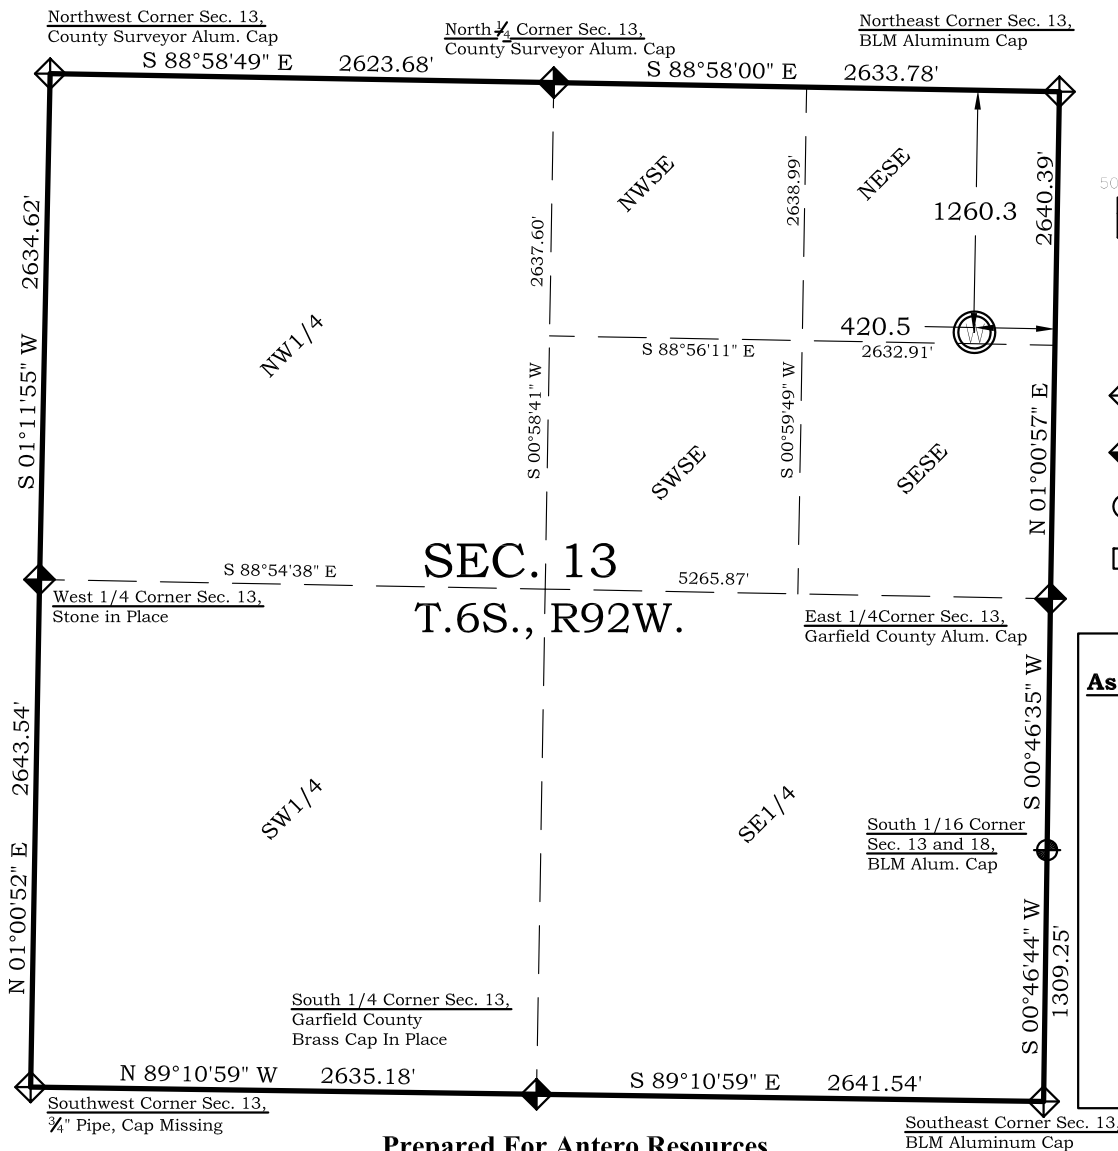 Northwest Corner Sec. 13,
County Surveyor Alum. Cap
North 1/4 Corner Sec. 13,
County Surveyor Alum. Cap
Northeast Corner Sec. 13,
BLM Aluminum Cap
S 88°58'49" E 2623.68'
S 88°58'00" E 2633.78'
NWSE
NESE
2638.99'
2640.39'
50
1260.3
2634.62'
2637.60'
420.5
W
NW1/4
S 88°56'11" E
2632.91'
S 01°11'55" W
S 00°58'41" W
S 00°59'49" W
N 01°00'57" E
SWSE
SESE
SEC. 13
T.6S., R92W.
S 88°54'38" E
5265.87'
West 1/4 Corner Sec. 13,
Stone in Place
East 1/4Corner Sec. 13,
Garfield County Alum. Cap
As
S 00°46'35" W
2643.54'
SW1/4
SE1/4
South 1/16 Corner
Sec. 13 and 18,
BLM Alum. Cap
N 01°00'52" E
S 00°46'44" W
1309.25'
South 1/4 Corner Sec. 13,
Garfield County
Brass Cap In Place
N 89°10'59" W 2635.18'
S 89°10'59" E 2641.54'
Southwest Corner Sec. 13,
3/4" Pipe, Cap Missing
Southeast Corner Sec. 13,
BLM Aluminum Cap
Prepared For Antero Resources